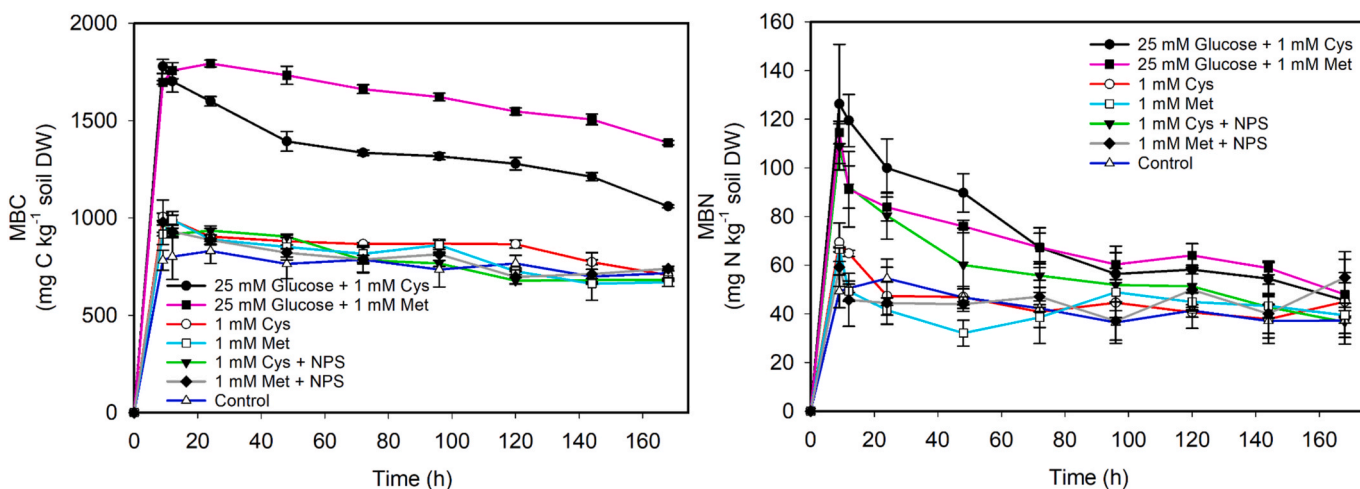 2000
1500
1000
500
0
MBC
(mg C kg⁻¹ soil DW)
25 mM Glucose + 1 mM Cys
25 mM Glucose + 1 mM Met
1 mM Cys
1 mM Met
1 mM Cys + NPS
1 mM Met + NPS
Control
0 20 40 60 80 100 120 140 160
Time (h)
160
140
120
100
80
60
40
20
0
MBN
(mg N kg⁻¹ soil DW)
25 mM Glucose + 1 mM Cys
25 mM Glucose + 1 mM Met
1 mM Cys
1 mM Met
1 mM Cys + NPS
1 mM Met + NPS
Control
0 20 40 60 80 100 120 140 160
Time (h)